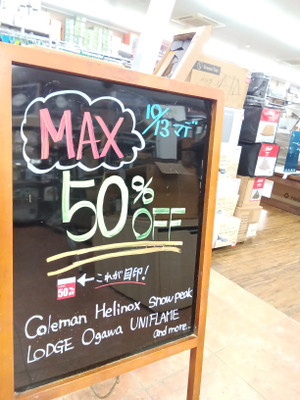 MAX
10/13マデ
50%
OFF
50%
←これが目印!
Coleman Helinox Snow peak
LODGE Ogawa UNIFLAME
and more...